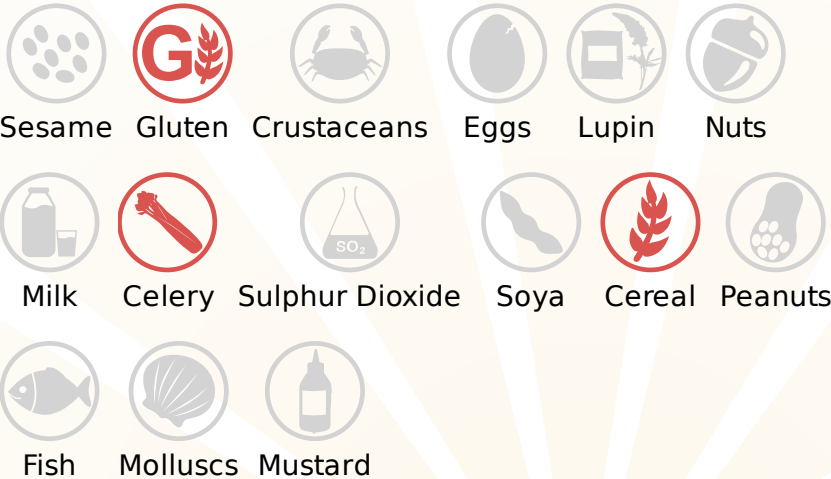 G
Sesame Gluten Crustaceans Eggs Lupin Nuts
SO₂
Milk Celery Sulphur Dioxide Soya Cereal Peanuts
Fish Molluscs Mustard